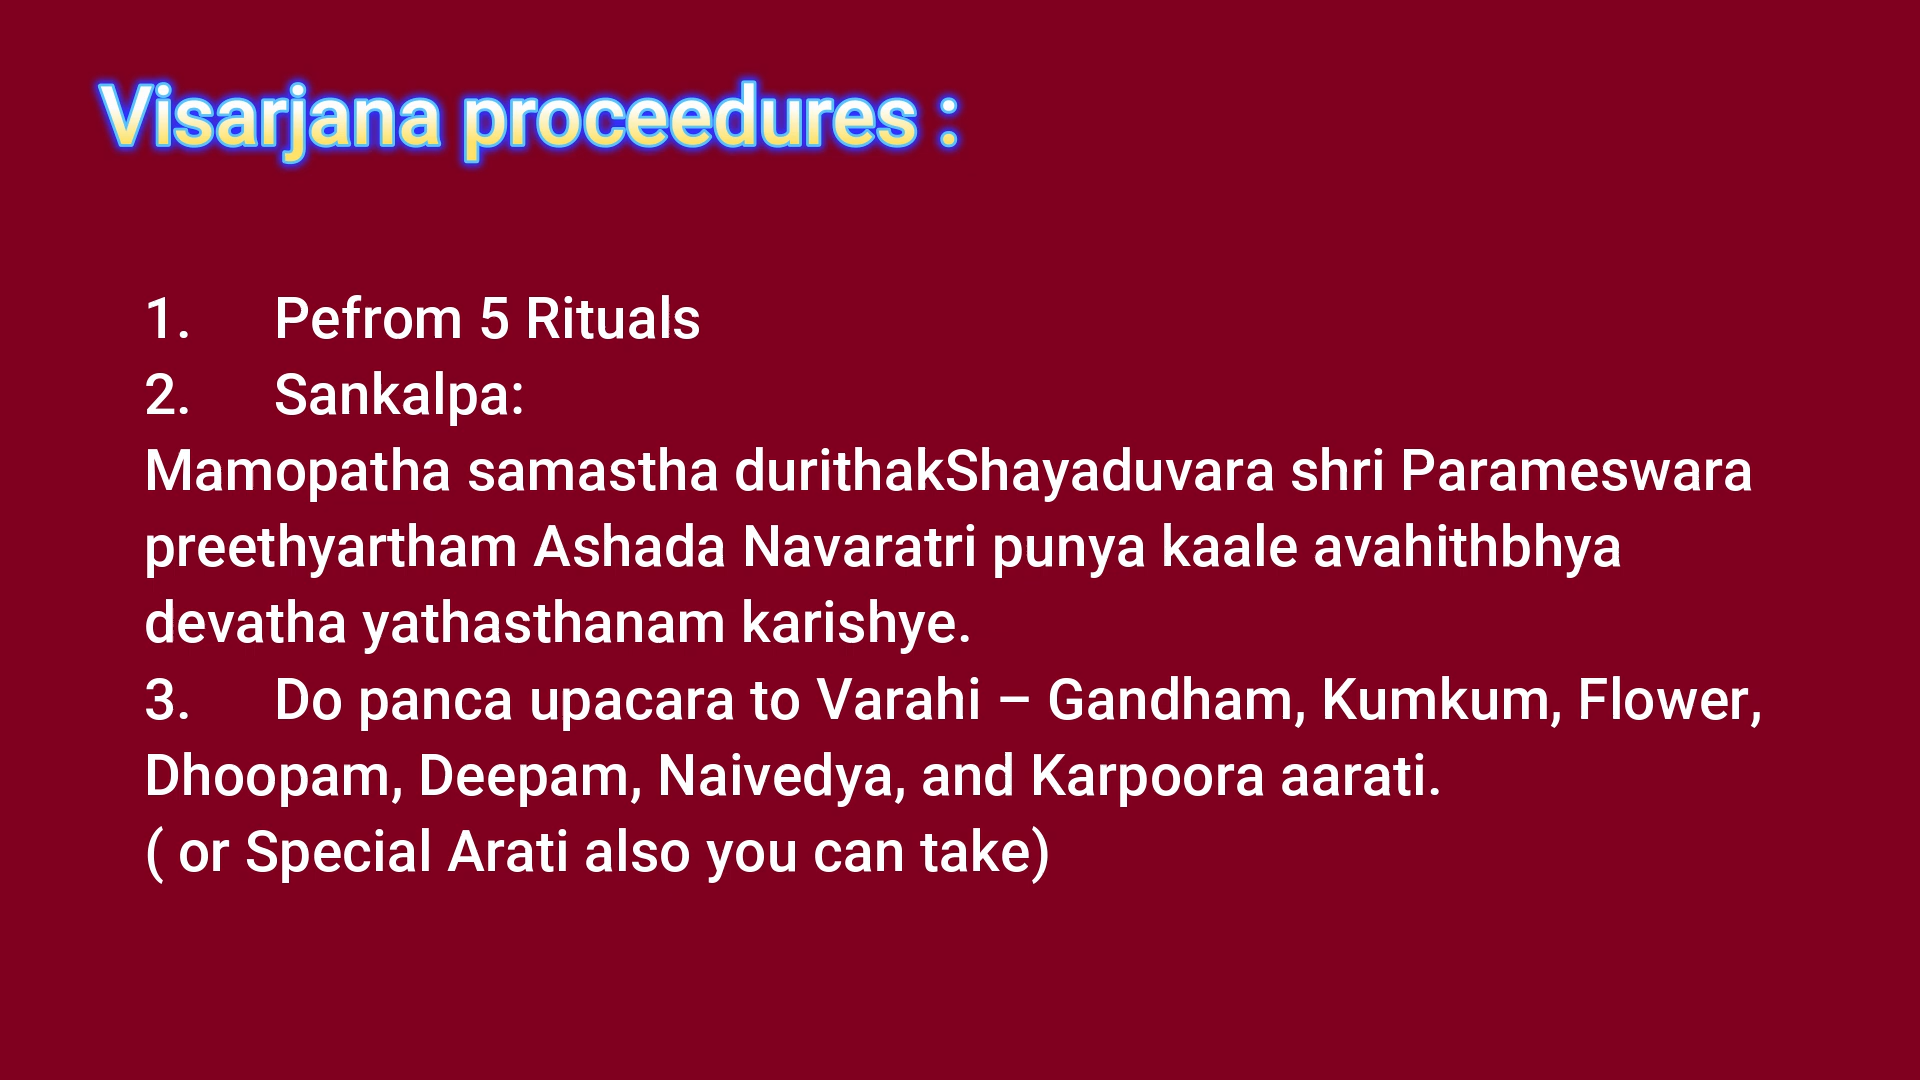 Visarjana proceedures :
1. Pefrom 5 Rituals
2. Sankalpa:
Mamopatha samastha durithakShayaduvara shri Parameswara
preethyartham Ashada Navaratri punya kaale avahithbhya
devatha yathasthanam karishye.
3. Do panca upacara to Varahi – Gandham, Kumkum, Flower,
Dhoopam, Deepam, Naivedya, and Karpoora aarati.
( or Special Arati also you can take)